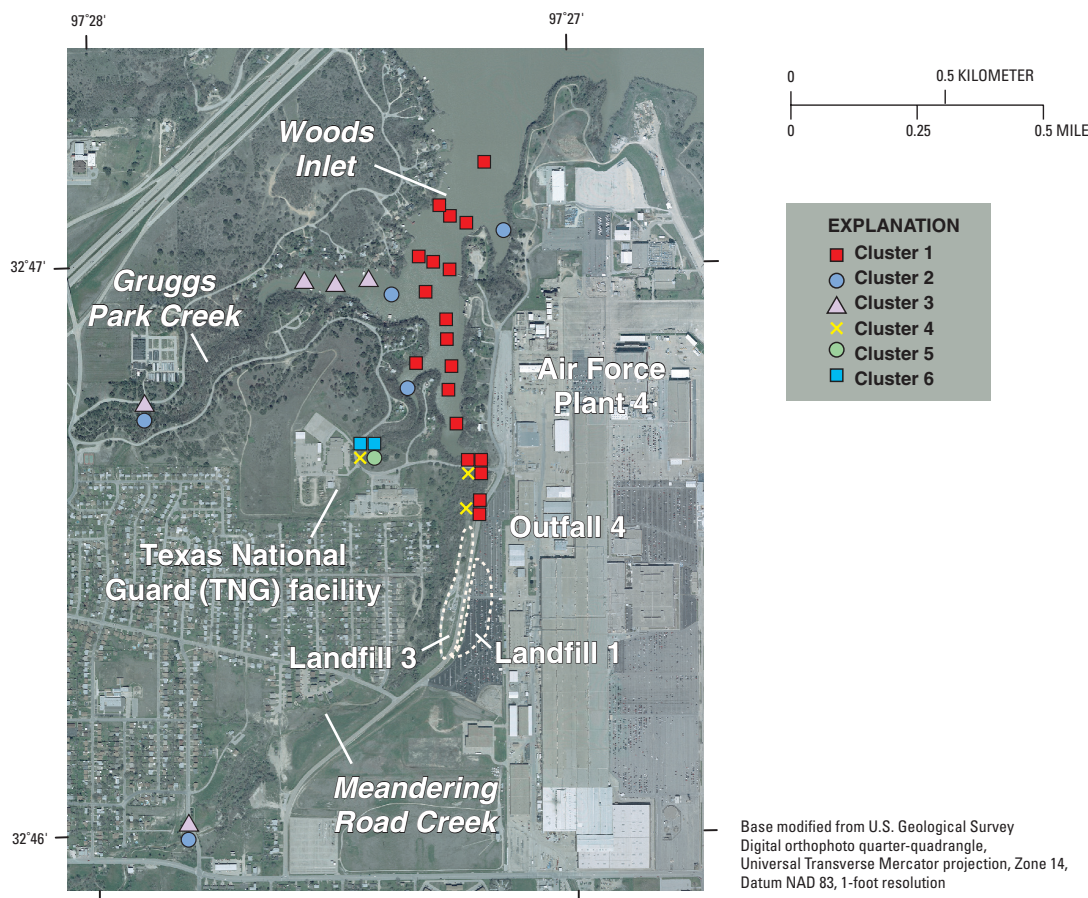 97°28'
97°27'
0
0.5 KILOMETER
0
0.25
0.5 MILE
Woods
Inlet
EXPLANATION
Cluster 1
Cluster 2
Cluster 3
Cluster 4
Cluster 5
Cluster 6
32°47'
Gruggs
Park Creek
Air Force
Plant 4
Outfall 4
Texas National
Guard (TNG) facility
Landfill 3
Landfill 1
Meandering
Road Creek
32°46'
Base modified from U.S. Geological Survey
Digital orthophoto quarter-quadrangle,
Universal Transverse Mercator projection, Zone 14,
Datum NAD 83, 1-foot resolution